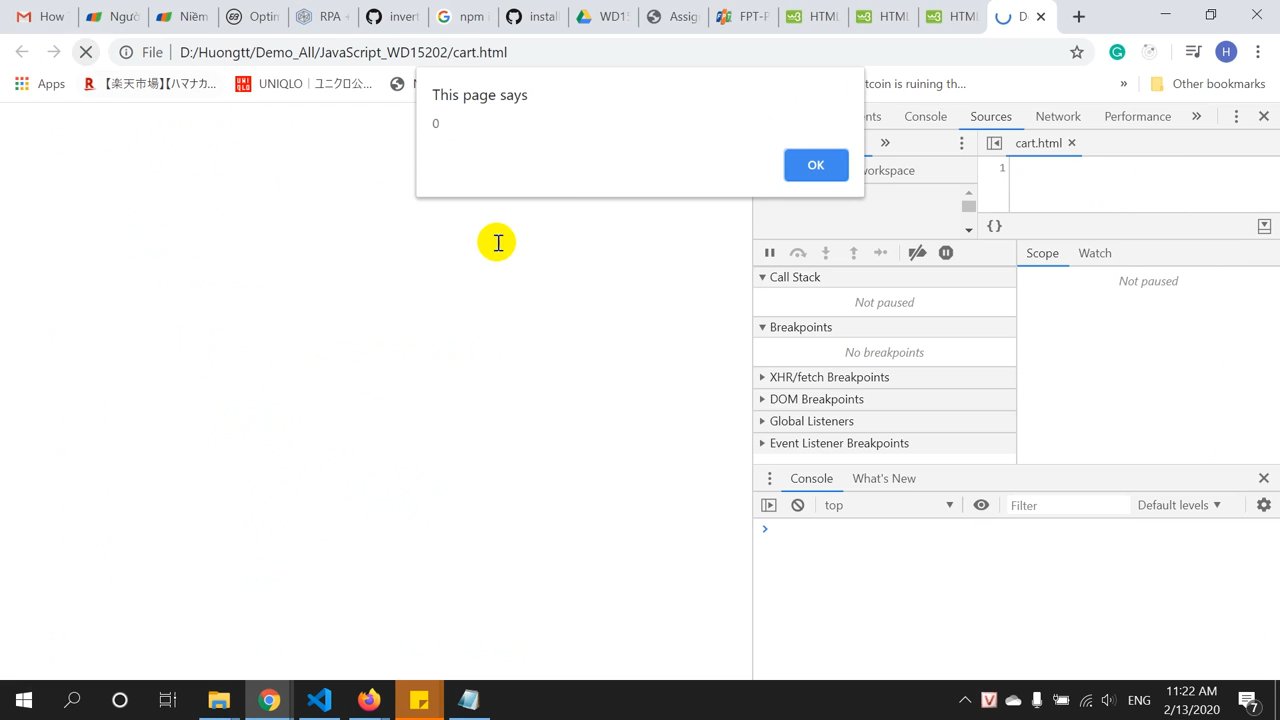 How
Ngườ
Niềm
Optin
RPA -
invert
npm i
install
WD15
Assig
FPT-P
HTML
HTML
HTML
D
File D:/Huongtt/Demo_All/JavaScript_WD15202/cart.html
H
Apps
【楽天市場】【ハマナカ...
UNIQLO | ユニクロ公...
tcoin is ruining the...
»
Other bookmarks
This page says
0
OK
ents
Console
Sources
Network
Performance
»
»
cart.html
workspace
1
{}
Scope
Watch
Call Stack
Not paused
Not paused
Breakpoints
No breakpoints
XHR/fetch Breakpoints
DOM Breakpoints
Global Listeners
Event Listener Breakpoints
Console
What's New
top
Filter
Default levels
ENG
11:22 AM
2/13/2020
7